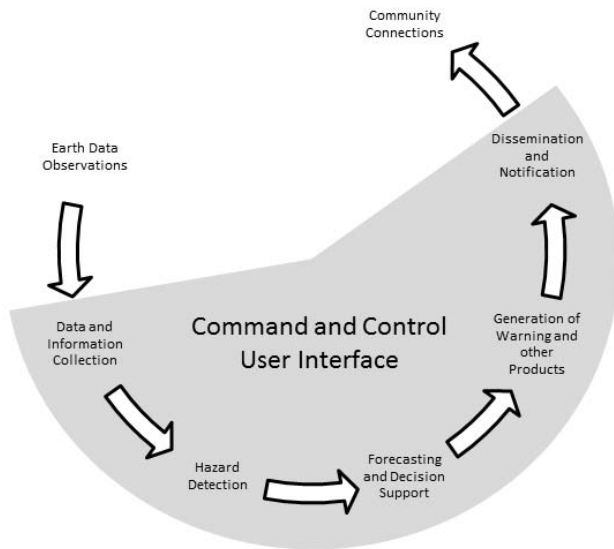 Community
Connections
Earth Data
Observations
Dissemination
and
Notification
Data and
Information
Collection
Command and Control
User Interface
Generation of
Warning and
other
Products
Hazard
Detection
Forecasting
and Decision
Support